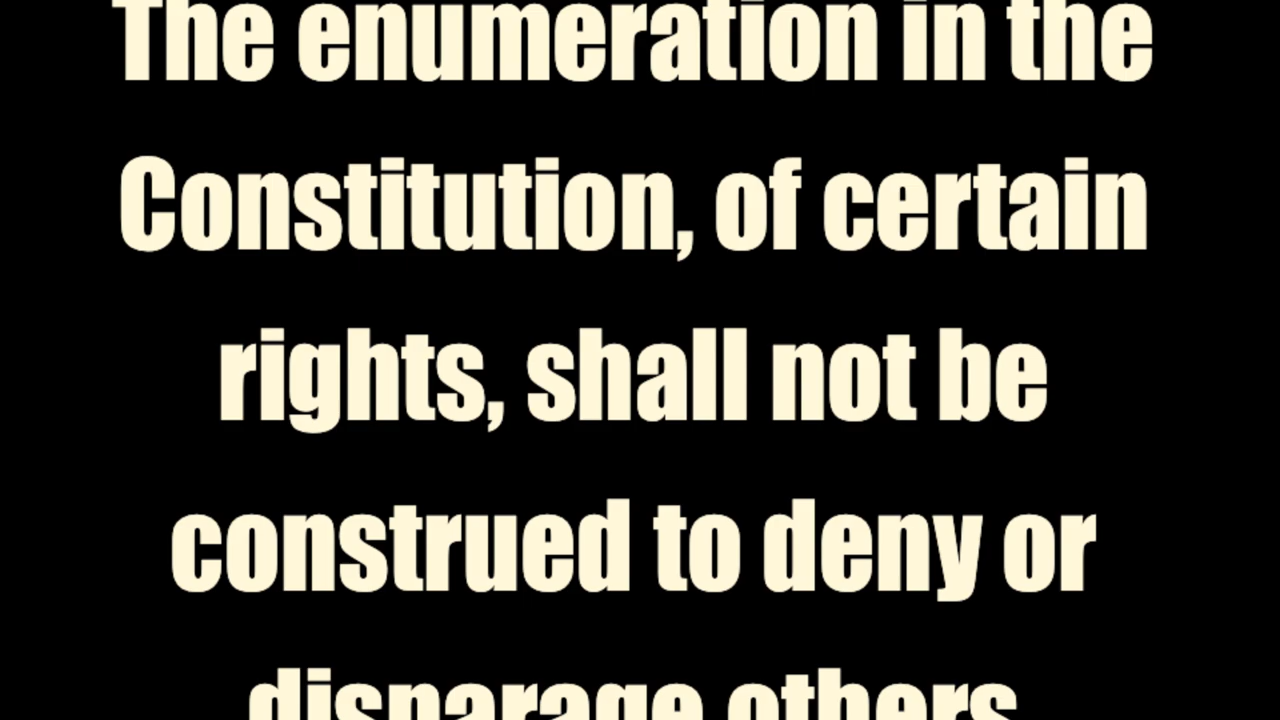 The enumeration in the
Constitution, of certain
rights, shall not be
construed to deny or
disparage others